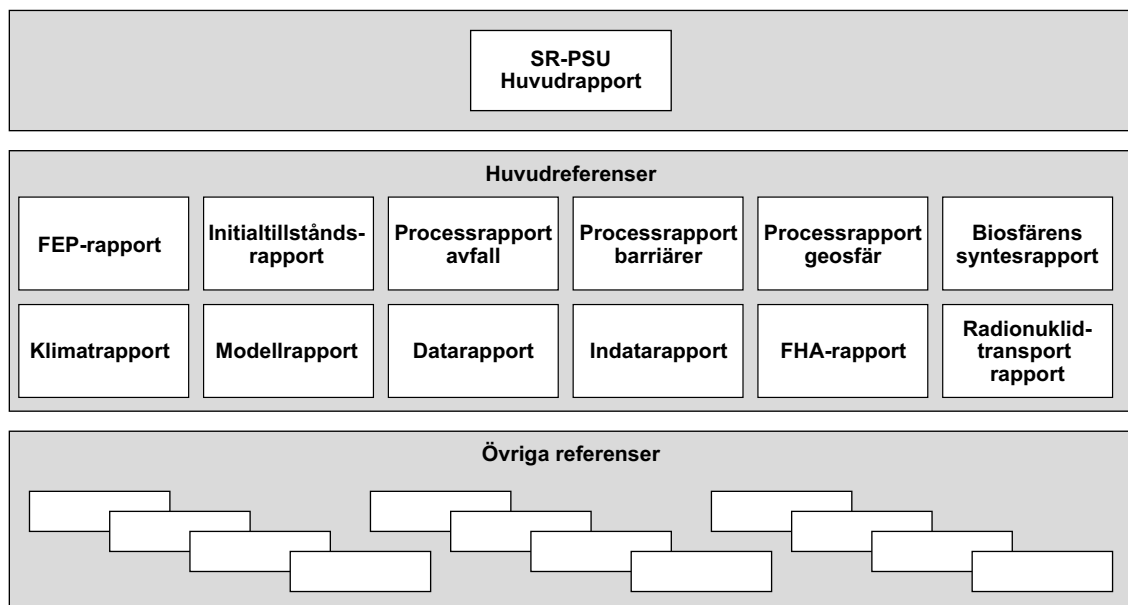 SR-PSU
Huvudrapport
Huvudreferenser
FEP-rapport
Initialtillstånds-
rapport
Processrapport
avfall
Processrapport
barriärer
Processrapport
geosfär
Biosfärens
syntesrapport
Klimatrapport
Modellrapport
Datarapport
Indatarapport
FHA-rapport
Radionuklid-
transport
rapport
Övriga referenser